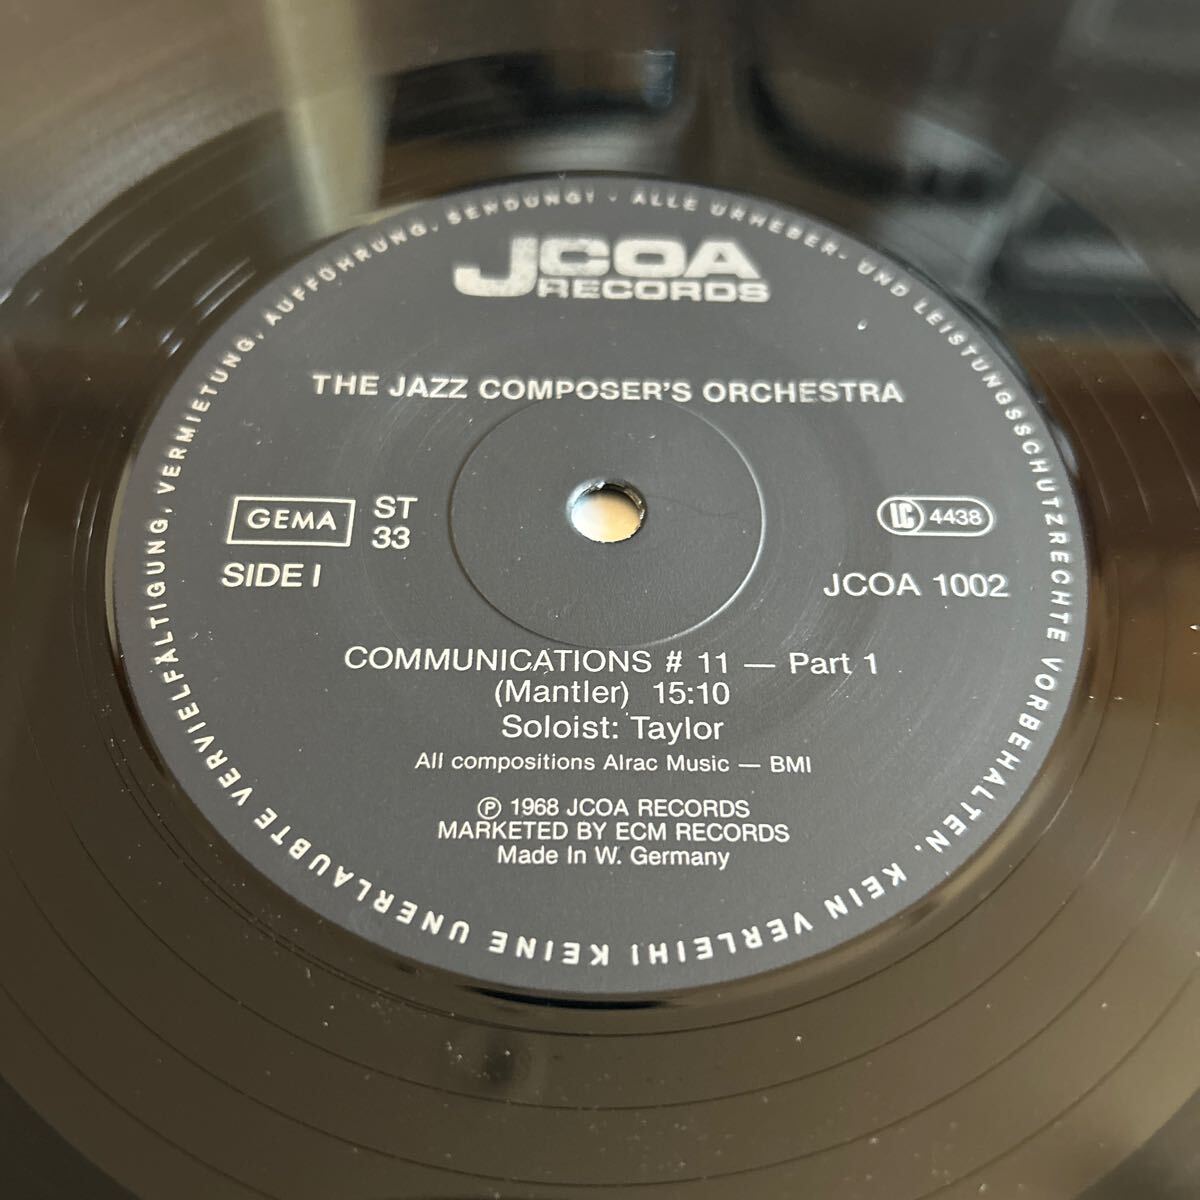 JCOA
RECORDS
THE JAZZ COMPOSER'S ORCHESTRA
GEMA
ST
33
SIDE I
LC 4438
JCOA 1002
COMMUNICATIONS # 11 — Part 1
(Mantler) 15:10
Soloist: Taylor
All compositions Alrac Music — BMI
Ⓟ 1968 JCOA RECORDS
MARKETED BY ECM RECORDS
Made In W. Germany
ALLE URHEBER- UND LEISTUNGSSCHUTZRECHTE VORBEHALTEN. KEIN VERLEIH! KEINE UNERLAUBTE VERVIELFÄLTIGUNG, VERMIETUNG, AUFFÜHRUNG, SENDUNG! ·